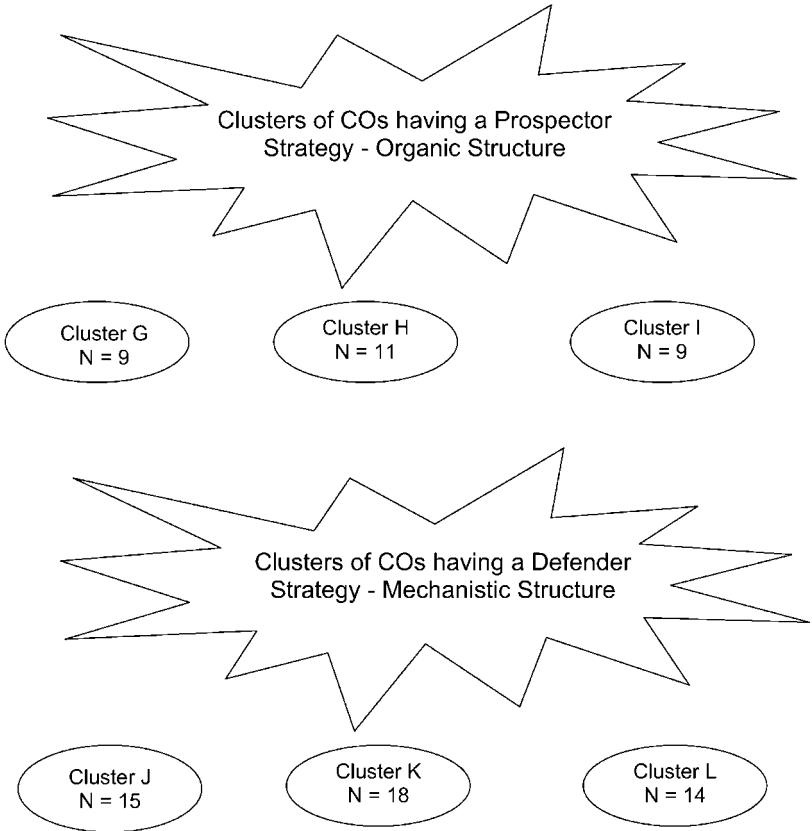 Clusters of COs having a Prospector
Strategy - Organic Structure
Cluster G
N = 9
Cluster H
N = 11
Cluster I
N = 9
Clusters of COs having a Defender
Strategy - Mechanistic Structure
Cluster J
N = 15
Cluster K
N = 18
Cluster L
N = 14